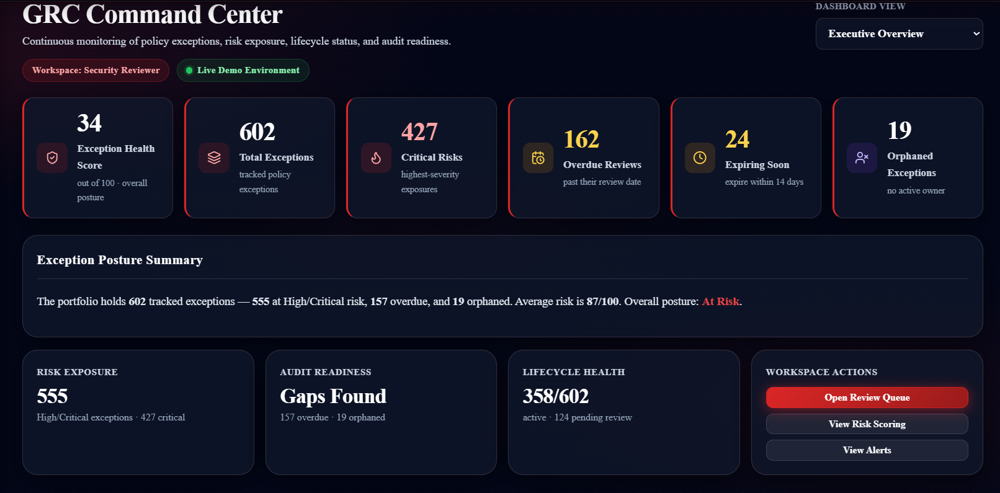 GRC Command Center
DASHBOARD VIEW
Executive Overview
Continuous monitoring of policy exceptions, risk exposure, lifecycle status, and audit readiness.
Workspace: Security Reviewer
Live Demo Environment
34
Exception Health
Score
out of 100 · overall
posture
602
Total Exceptions
tracked policy
exceptions
427
Critical Risks
highest-severity
exposures
162
Overdue Reviews
past their review date
24
Expiring Soon
expire within 14 days
19
Orphaned
Exceptions
no active owner
Exception Posture Summary
The portfolio holds 602 tracked exceptions — 555 at High/Critical risk, 157 overdue, and 19 orphaned. Average risk is 87/100. Overall posture: At Risk.
RISK EXPOSURE
555
High/Critical exceptions · 427 critical
AUDIT READINESS
Gaps Found
157 overdue · 19 orphaned
LIFECYCLE HEALTH
358/602
active · 124 pending review
WORKSPACE ACTIONS
Open Review Queue
View Risk Scoring
View Alerts